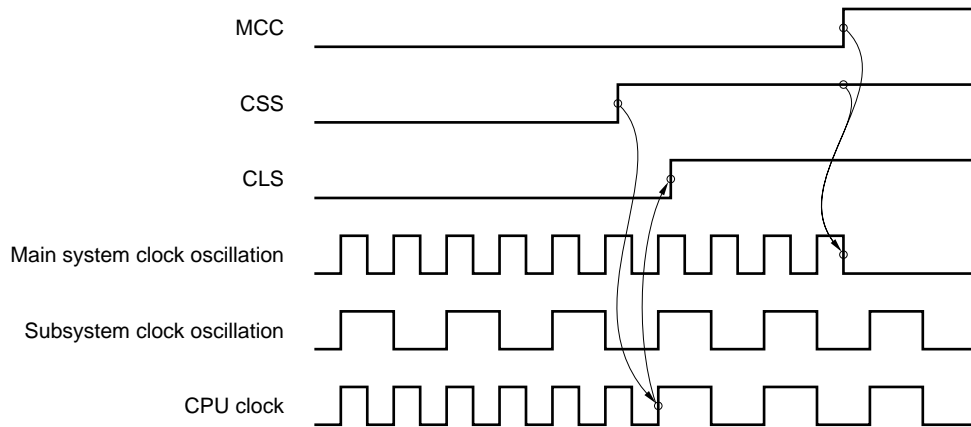 MCC
CSS
CLS
Main system clock oscillation
Subsystem clock oscillation
CPU clock